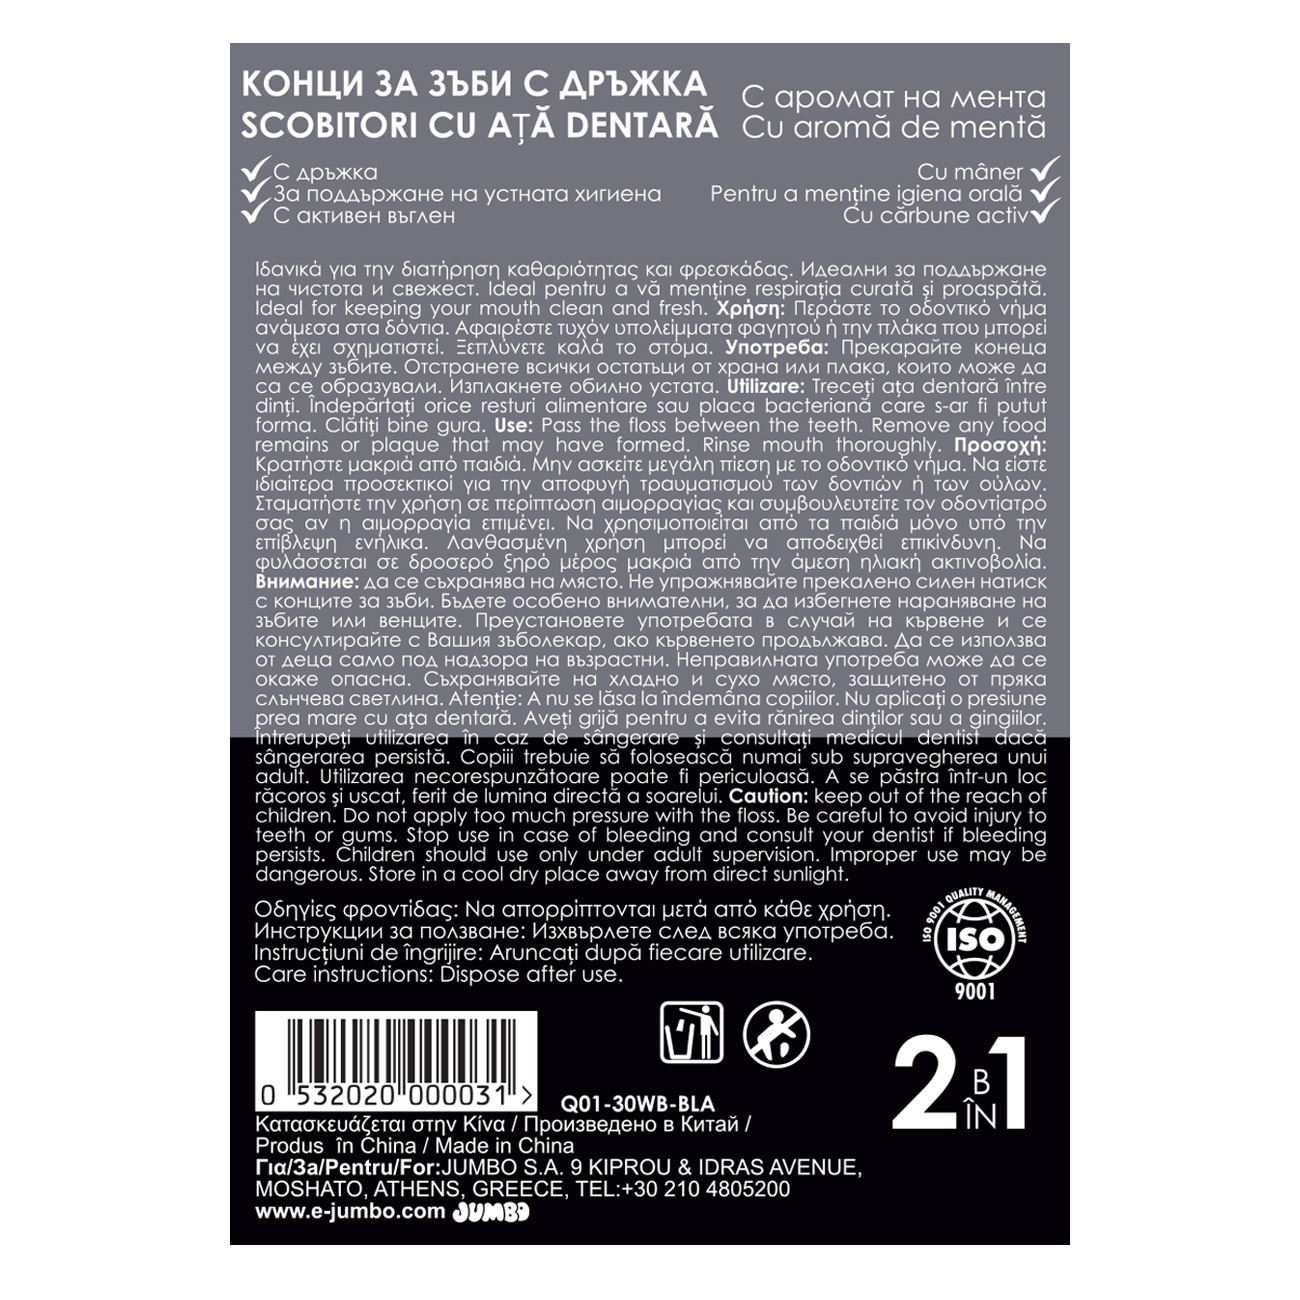 КОНЦИ ЗА ЗЪБИ С ДРЪЖКА
SCOBITORI CU AȚĂ DENTARĂ
С аромат на мента
Cu aromă de mentă
С дръжка
За поддържане на устната хигиена
С активен въглен
Cu mâner
Pentru a menține igiena orală
Cu cărbune activ
Ιδανικά για την διατήρηση καθαριότητας και φρεσκάδας. Идеални за поддържане
на чистота и свежест. Ideal pentru a vă menține respirația curată și proaspătă.
Ideal for keeping your mouth clean and fresh. Χρήση: Περάστε το οδοντικό νήμα
ανάμεσα στα δόντια. Αφαιρέστε τυχόν υπολείμματα φαγητού ή την πλάκα που μπορεί
να έχει σχηματιστεί. Ξεπλύνετε καλά το στόμα. Употреба: Прекарайте конеца
между зъбите. Отстранете всички остатъци от храна или плака, които може да
са се образували. Изплакнете обилно устата. Utilizare: Treceți ața dentară între
dinți. Îndepărtați orice resturi alimentare sau placa bacteriană care s-ar fi putut
forma. Clătiți bine gura. Use: Pass the floss between the teeth. Remove any food
remains or plaque that may have formed. Rinse mouth thoroughly. Προσοχή:
Κρατήστε μακριά από παιδιά. Μην ασκείτε μεγάλη πίεση με το οδοντικό νήμα. Να είστε
ιδιαίτερα προσεκτικοί για την αποφυγή τραυματισμού των δοντιών ή των ούλων.
Σταματήστε την χρήση σε περίπτωση αιμορραγίας και συμβουλευτείτε τον οδοντίατρό
σας αν η αιμορραγία επιμένει. Να χρησιμοποιείται από τα παιδιά μόνο υπό την
επίβλεψη ενήλικα. Λανθασμένη χρήση μπορεί να αποδειχθεί επικίνδυνη. Να
φυλάσσεται σε δροσερό ξηρό μέρος μακριά από την άμεση ηλιακή ακτινοβολία.
Внимание: да се съхранява на място. Не упражнявайте прекалено силен натиск
с конците за зъби. Бъдете особено внимателни, за да избегнете нараняване на
зъбите или венците. Преустановете употребата в случай на кървене и се
консултирайте с Вашия зъболекар, ако кървенето продължава. Да се използва
от деца само под надзора на възрастни. Неправилната употреба може да се
окаже опасна. Съхранявайте на хладно и сухо място, защитено от пряка
слънчева светлина. Atenție: A nu se lăsa la îndemâna copiilor. Nu aplicați o presiune
prea mare cu ața dentară. Aveți grijă pentru a evita rănirea dinților sau a gingiilor.
Întrerupeți utilizarea în caz de sângerare și consultați medicul dentist dacă
sângerarea persistă. Copiii trebuie să folosească numai sub supravegherea unui
adult. Utilizarea necorespunzătoare poate fi periculoasă. A se păstra într-un loc
răcoros și uscat, ferit de lumina directă a soarelui. Caution: keep out of the reach of
children. Do not apply too much pressure with the floss. Be careful to avoid injury to
teeth or gums. Stop use in case of bleeding and consult your dentist if bleeding
persists. Children should use only under adult supervision. Improper use may be
dangerous. Store in a cool dry place away from direct sunlight.
Οδηγίες φροντίδας: Να απορρίπτονται μετά από κάθε χρήση.
Инструкции за ползване: Изхвърлете след всяка употреба.
Instrucțiuni de îngrijire: Aruncați după fiecare utilizare.
Care instructions: Dispose after use.
ISO 9001 QUALITY MANAGEMENT
ISO
9001
0 532020 000031 >
Q01-30WB-BLA
2 В ÎN 1
Κατασκευάζεται στην Κίνα / Произведено в Китай /
Produs în China / Made in China
Για/За/Pentru/For:JUMBO S.A. 9 KIPROU & IDRAS AVENUE,
MOSHATO, ATHENS, GREECE, TEL:+30 210 4805200
www.e-jumbo.com JUMBO